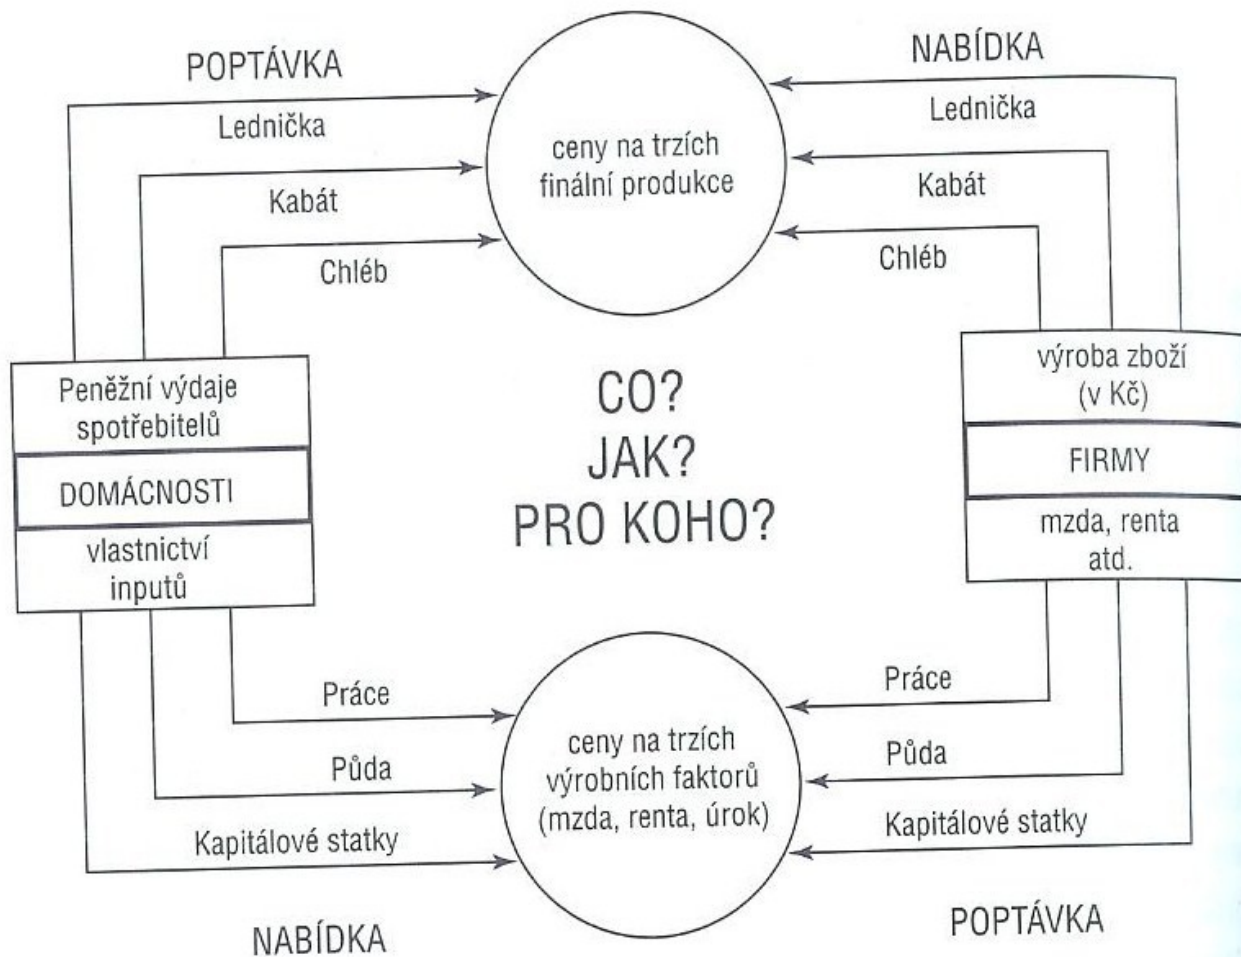 POPTÁVKA
NABÍDKA
Lednička
Lednička
Kabát
Kabát
Chléb
Chléb
ceny na trzích
finální produkce
Peněžní výdaje
spotřebitelů
DOMÁCNOSTI
vlastnictví
inputů
CO?
JAK?
PRO KOHO?
výroba zboží
(v Kč)
FIRMY
mzda, renta
atd.
Práce
Práce
Půda
Půda
Kapitálové statky
Kapitálové statky
ceny na trzích
výrobních faktorů
(mzda, renta, úrok)
NABÍDKA
POPTÁVKA